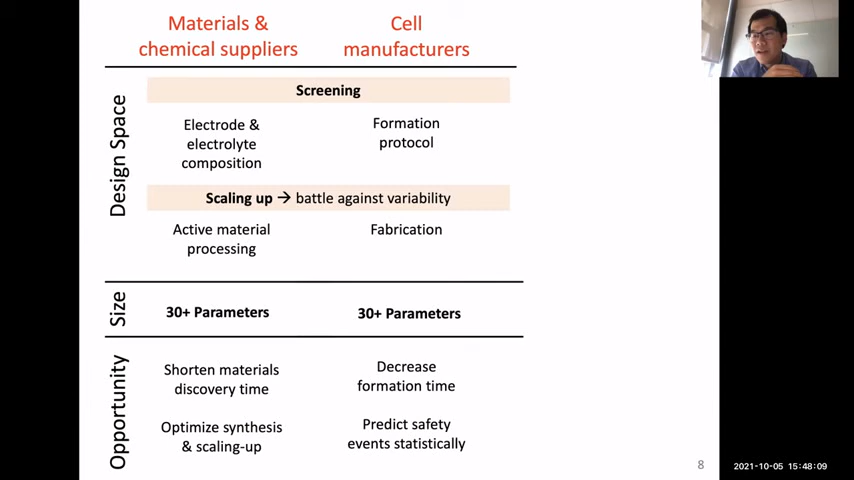 Materials &
chemical suppliers
Cell
manufacturers
Design Space
Screening
Electrode &
electrolyte
composition
Formation
protocol
Scaling up → battle against variability
Active material
processing
Fabrication
Size
30+ Parameters
30+ Parameters
Opportunity
Shorten materials
discovery time
Decrease
formation time
Optimize synthesis
& scaling-up
Predict safety
events statistically
8
2021-10-05 15:48:09